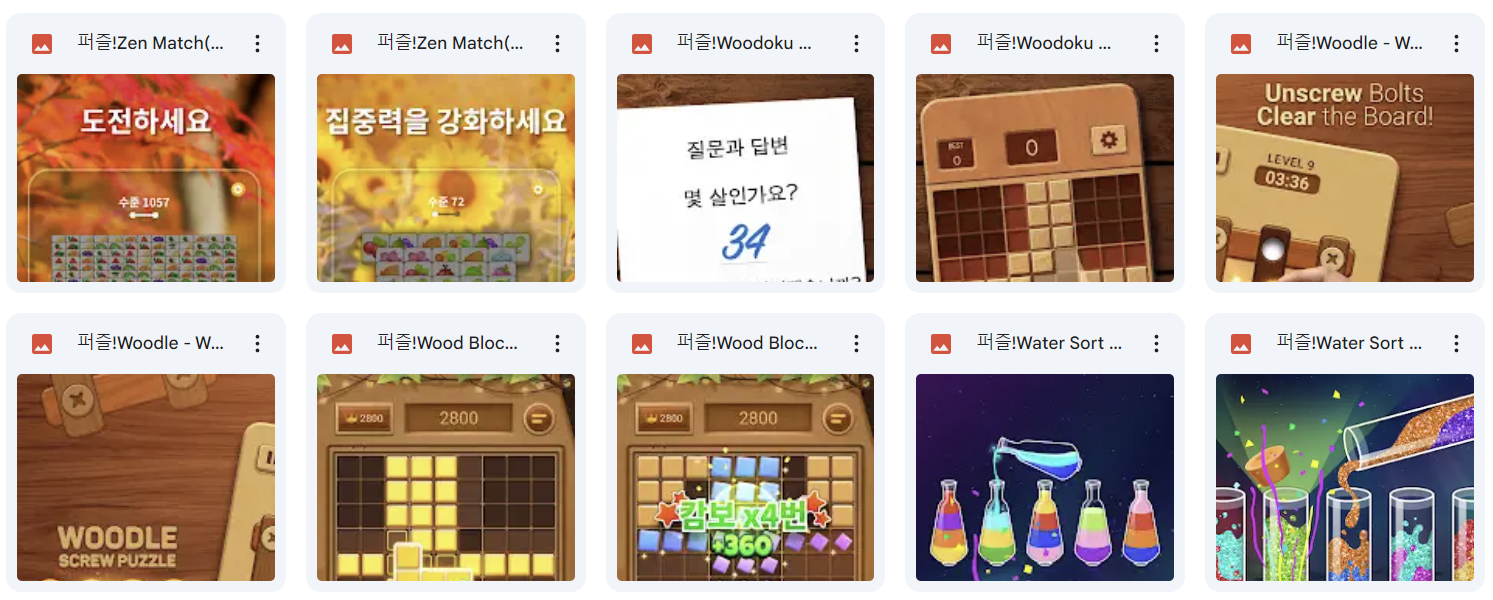 퍼즐!Zen Match(...
퍼즐!Zen Match(...
퍼즐!Woodoku ...
퍼즐!Woodoku ...
퍼즐!Woodle - W...
도전하세요
수준 1057
집중력을 강화하세요
수준 72
질문과 답변
몇 살인가요?
34
BEST
0
0
Unscrew Bolts
Clear the Board!
LEVEL 9
03:36
퍼즐!Woodle - W...
퍼즐!Wood Bloc...
퍼즐!Wood Bloc...
퍼즐!Water Sort ...
퍼즐!Water Sort ...
WOODLE
SCREW PUZZLE
2800
2800
2800
2800
캄보 x4번
+360